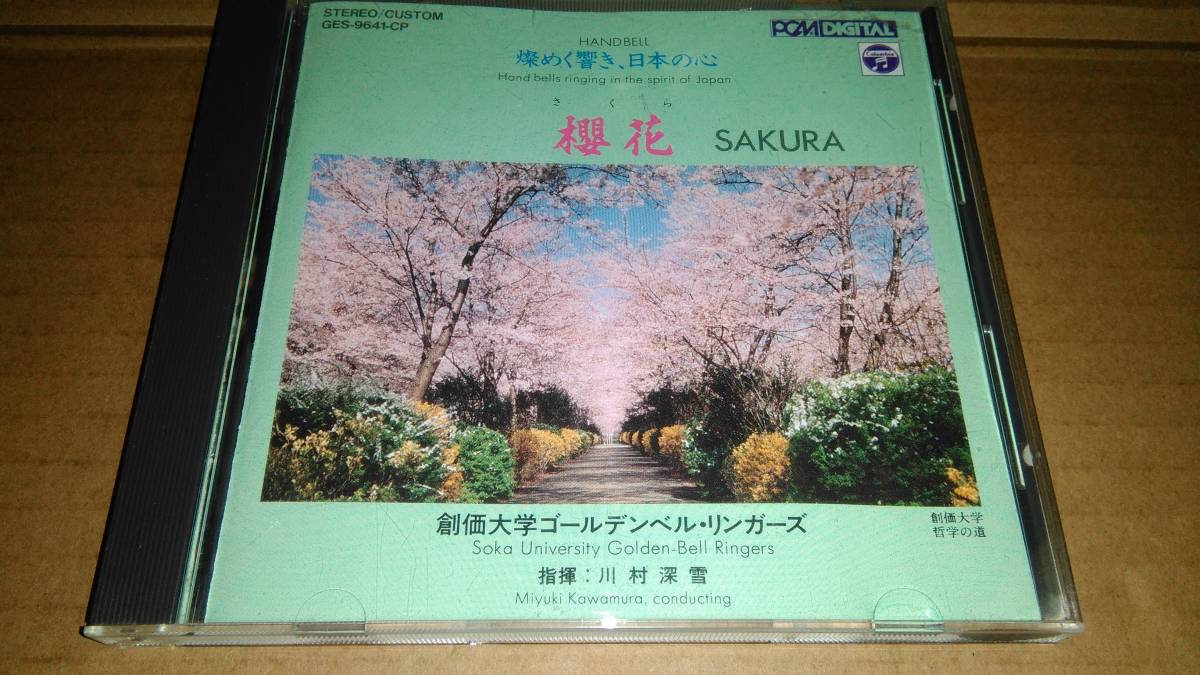 STEREO/CUSTOM
GES-9641-CP
PCM DIGITAL
Columbia
HANDBELL
燦めく響き、日本の心
Hand bells ringing in the spirit of Japan
さくら
櫻花 SAKURA
創価大学ゴールデンベル・リンガーズ
Soka University Golden-Bell Ringers
指揮：川村深雪
Miyuki Kawamura, conducting
創価大学
哲学の道